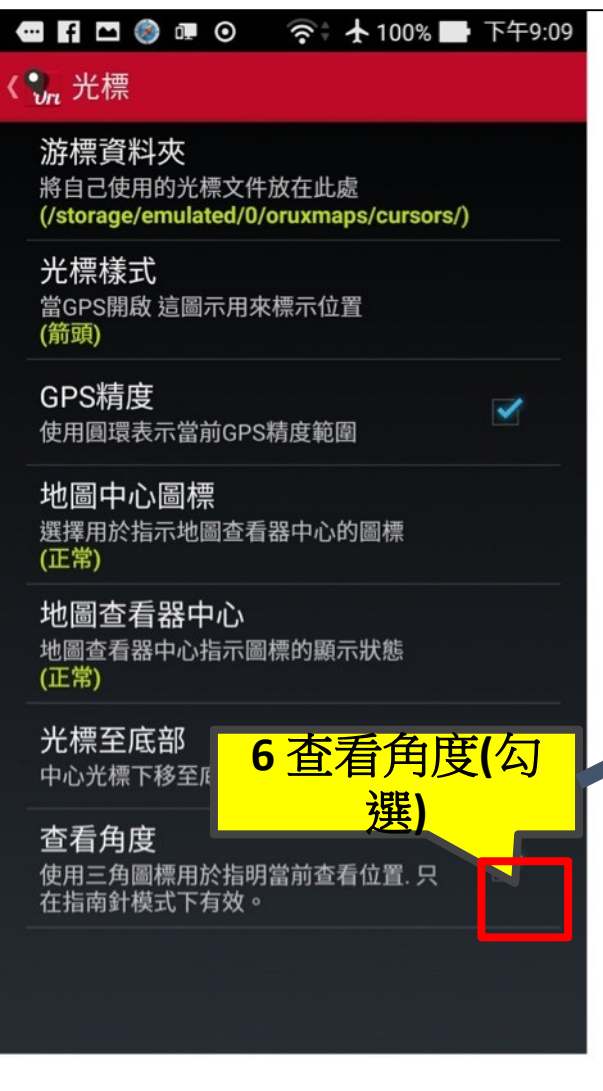 100% 下午9:09
光標
游標資料夾
將自己使用的光標文件放在此處
(/storage/emulated/0/oruxmaps/cursors/)
光標樣式
當GPS開啟 這圖示用來標示位置
(箭頭)
GPS精度
使用圓環表示當前GPS精度範圍
地圖中心圖標
選擇用於指示地圖查看器中心的圖標
(正常)
地圖查看器中心
地圖查看器中心指示圖標的顯示狀態
(正常)
光標至底部
中心光標下移至
6 查看角度(勾
選)
查看角度
使用三角圖標用於指明當前查看位置. 只
在指南針模式下有效。